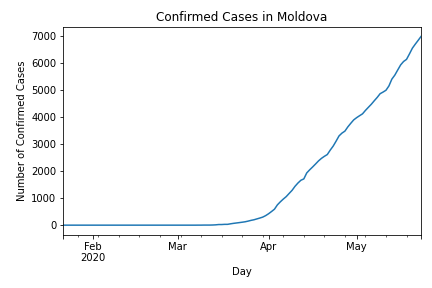 Confirmed Cases in Moldova
7000
6000
5000
4000
3000
2000
1000
0
Number of Confirmed Cases
Feb
2020
Mar
Apr
May
Day